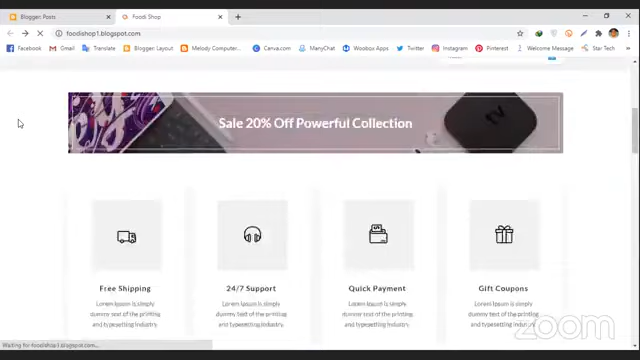 Blogger: Posts
Foodi Shop
foodishop1.blogspot.com
Facebook
Gmail
Translate
Blogger: Layout
Melody Computer...
Canva.com
ManyChat
Woobox Apps
Twitter
Instagram
Pinterest
Welcome Message
Star Tech
Sale 20% Off Powerful Collection
tv
Free Shipping
24/7 Support
Quick Payment
Gift Coupons
Lorem Ipsum is simply
dummy text of the printing
and typesetting industry.
Lorem Ipsum is simply
dummy text of the printing
and typesetting industry.
Lorem Ipsum is simply
dummy text of the printing
and typesetting industry.
Lorem Ipsum is simply
dummy text of the printing
and typesetting industry.
Waiting for foodishop1.blogspot.com...
zoom